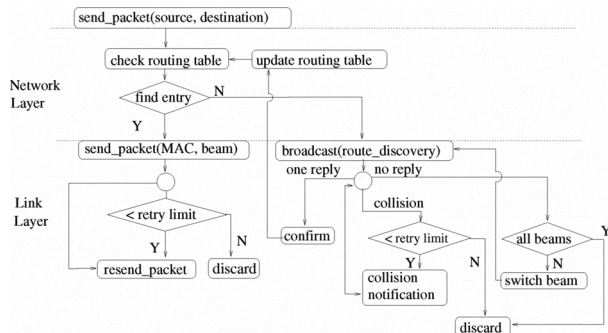 send_packet(source, destination)
check routing table
update routing table
Network
Layer
find entry
N
Y
send_packet(MAC, beam)
broadcast(route_discovery)
one reply
no reply
Link
Layer
collision
< retry limit
confirm
< retry limit
all beams
Y
Y
N
Y
N
N
resend_packet
discard
collision
notification
switch beam
discard